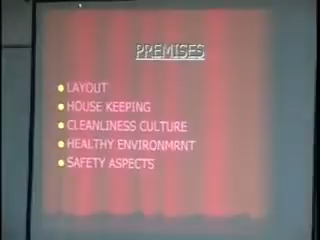 PREMISES
LAYOUT
HOUSE KEEPING
CLEANLINESS CULTURE
HEALTHY ENVIRONMRNT
SAFETY ASPECTS